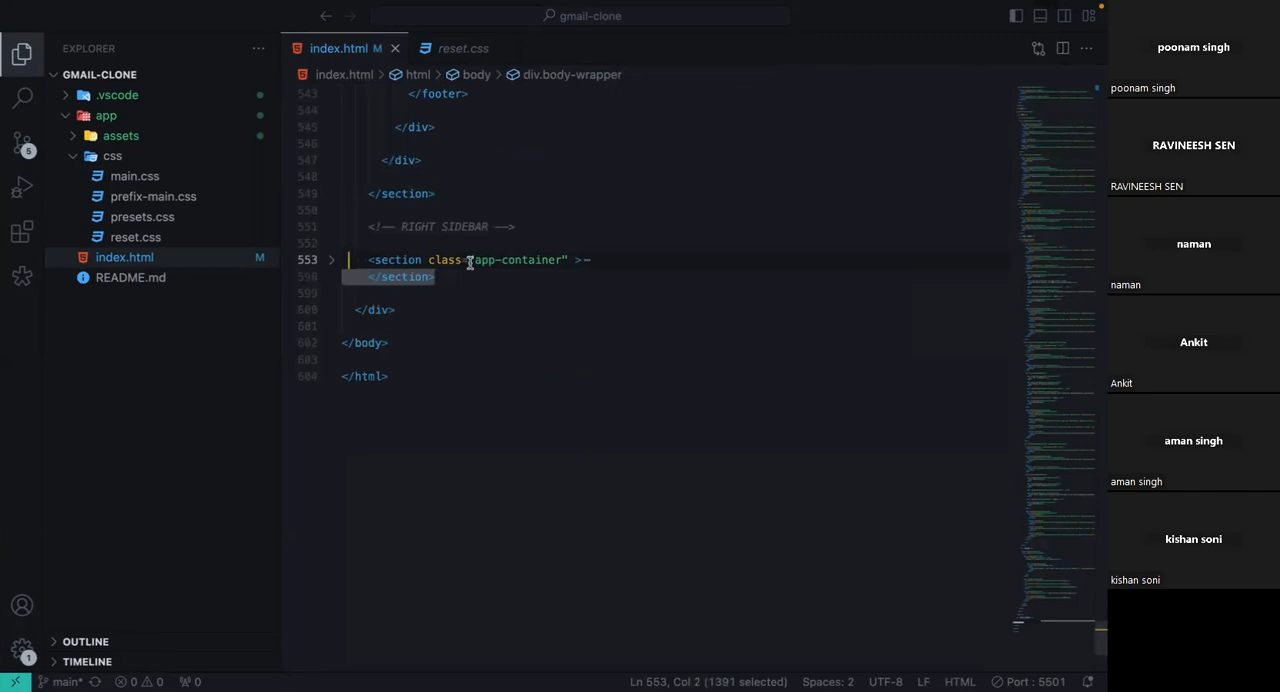 gmail-clone
EXPLORER
GMAIL-CLONE
.vscode
app
assets
css
main.css
prefix-main.css
presets.css
reset.css
index.html M
README.md
OUTLINE
TIMELINE
5
1
index.html M
reset.css
index.html > html > body > div.body-wrapper
543 </footer>
544
545 </div>
546
547 </div>
548
549 </section>
550
551 <!-- RIGHT SIDEBAR -->
552
553 <section class="app-container" >
598 </section>
599
600 </div>
601
602 </body>
603
604 </html>
main* 0 0 0
Ln 553, Col 2 (1391 selected) Spaces: 2 UTF-8 LF HTML Port : 5501
poonam singh
poonam singh
RAVINEESH SEN
RAVINEESH SEN
naman
naman
Ankit
Ankit
aman singh
aman singh
kishan soni
kishan soni